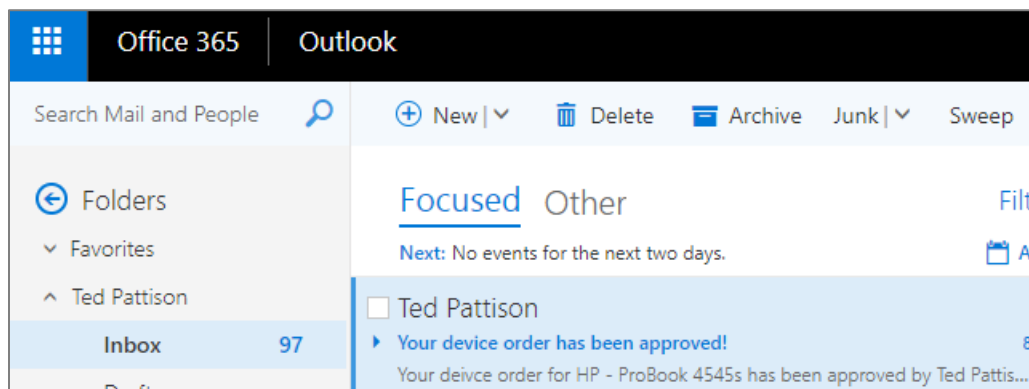 Office 365 Outlook
Search Mail and People New Delete Archive Junk Sweep
Folders
Favorites
Ted Pattison
Inbox 97
Focused Other
Next: No events for the next two days.
Ted Pattison
Your device order has been approved!
Your deivce order for HP - ProBook 4545s has been approved by Ted Pattis...